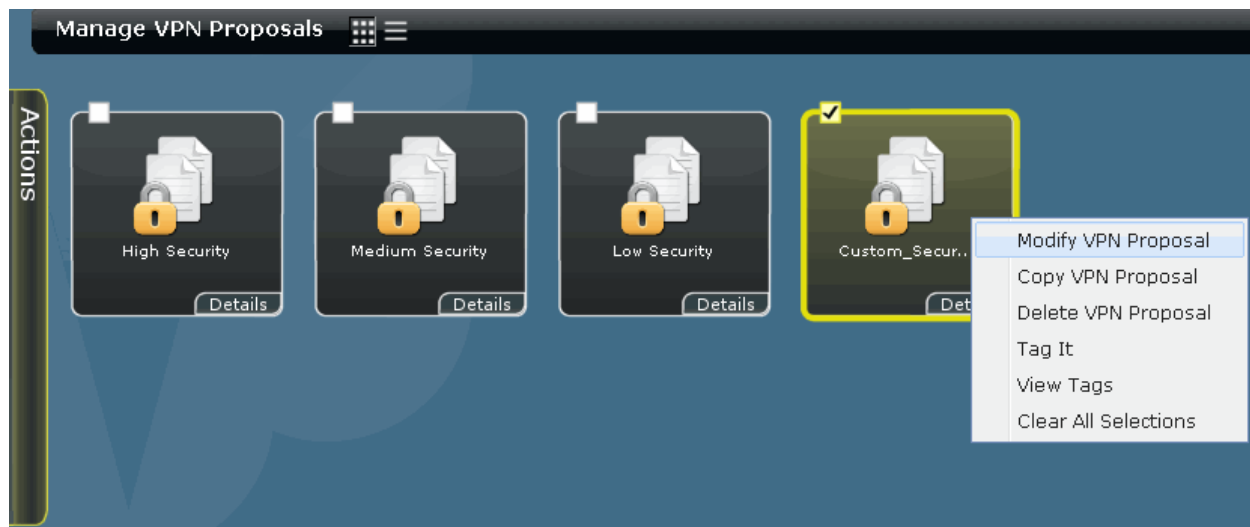 Manage VPN Proposals
Actions
High Security
Medium Security
Low Security
Custom_Secur..
Details
Details
Details
Det
Modify VPN Proposal
Copy VPN Proposal
Delete VPN Proposal
Tag It
View Tags
Clear All Selections